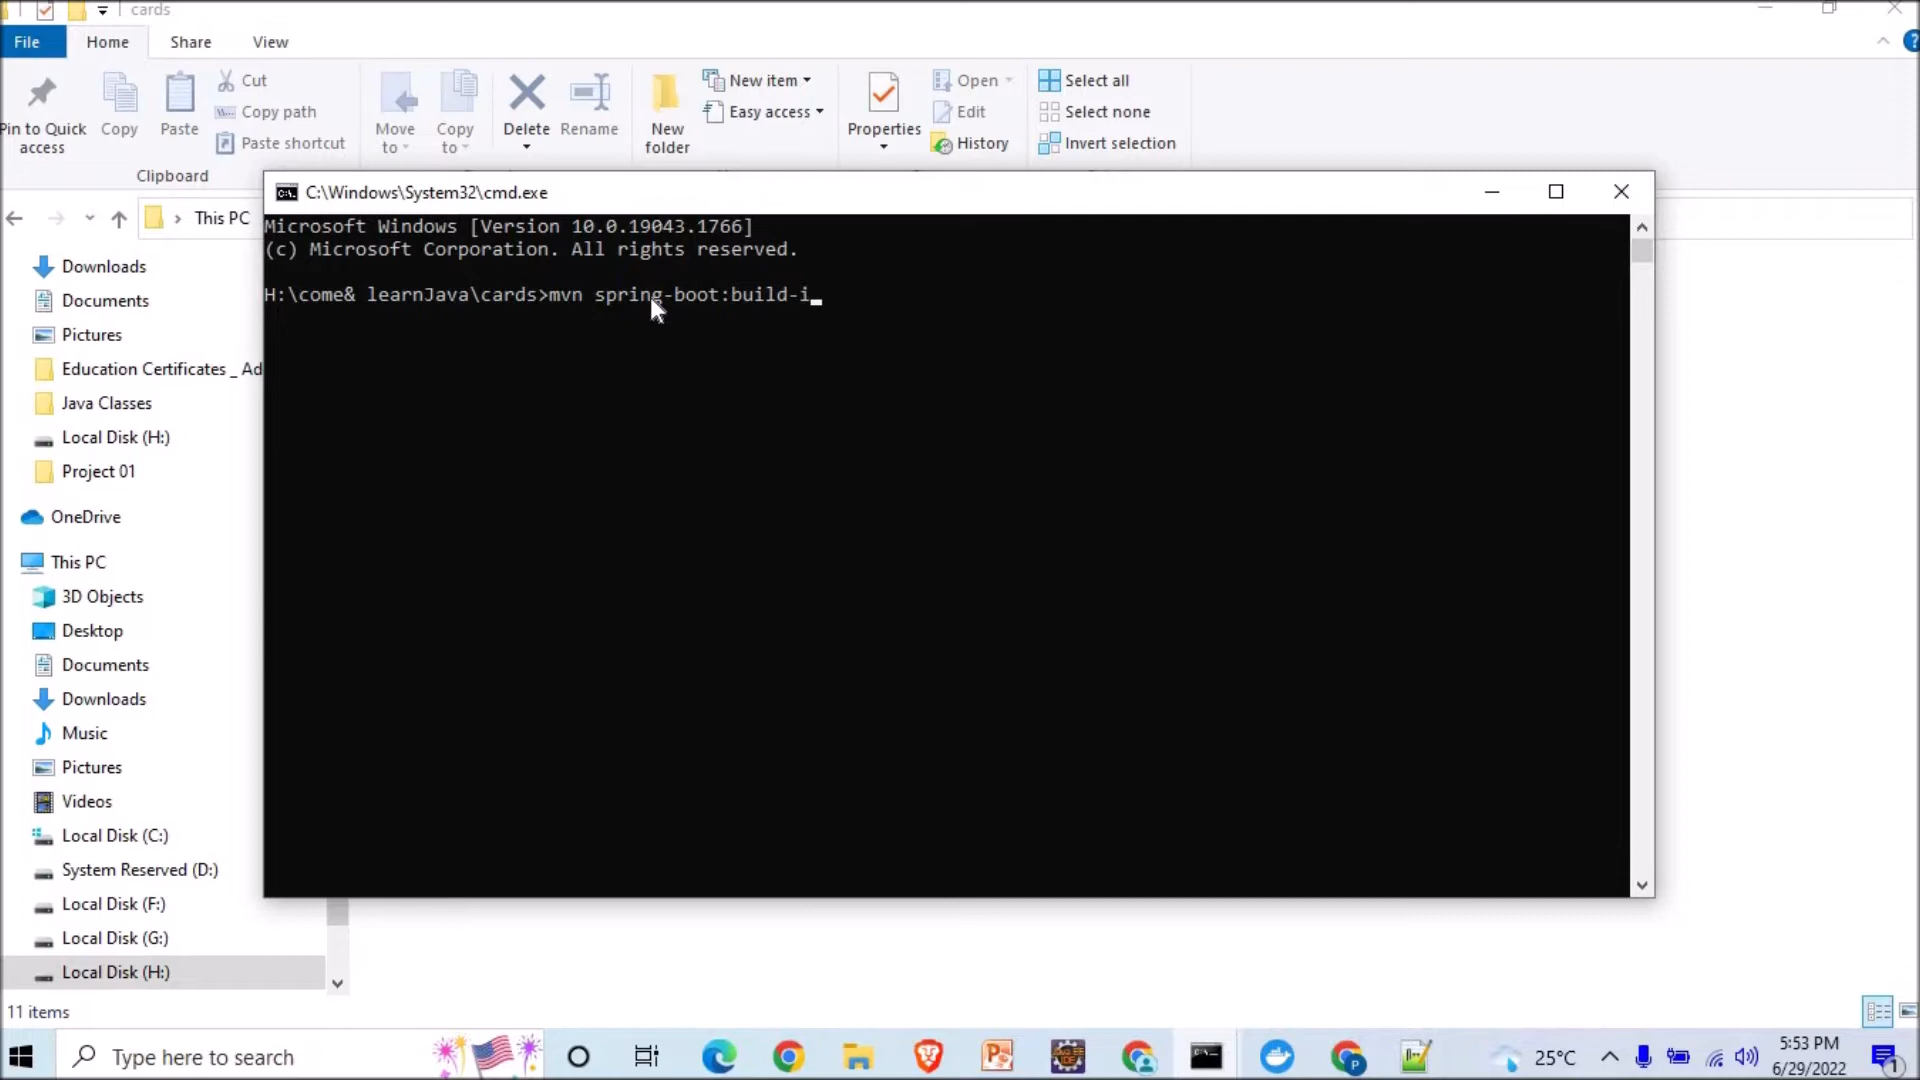 cards
File Home Share View
Pin to Quick access
Copy
Paste
Cut
Copy path
Paste shortcut
Move to
Copy to
Delete
Rename
New folder
New item
Easy access
Properties
Open
Edit
History
Select all
Select none
Invert selection
Clipboard
This PC
C:\Windows\System32\cmd.exe
Microsoft Windows [Version 10.0.19043.1766]
(c) Microsoft Corporation. All rights reserved.
H:\come& learnJava\cards>mvn spring-boot:build-i_
Downloads
Documents
Pictures
Education Certificates _ Ad
Java Classes
Local Disk (H:)
Project 01
OneDrive
This PC
3D Objects
Desktop
Documents
Downloads
Music
Pictures
Videos
Local Disk (C:)
System Reserved (D:)
Local Disk (F:)
Local Disk (G:)
Local Disk (H:)
11 items
Type here to search
25°C
5:53 PM
6/29/2022
1